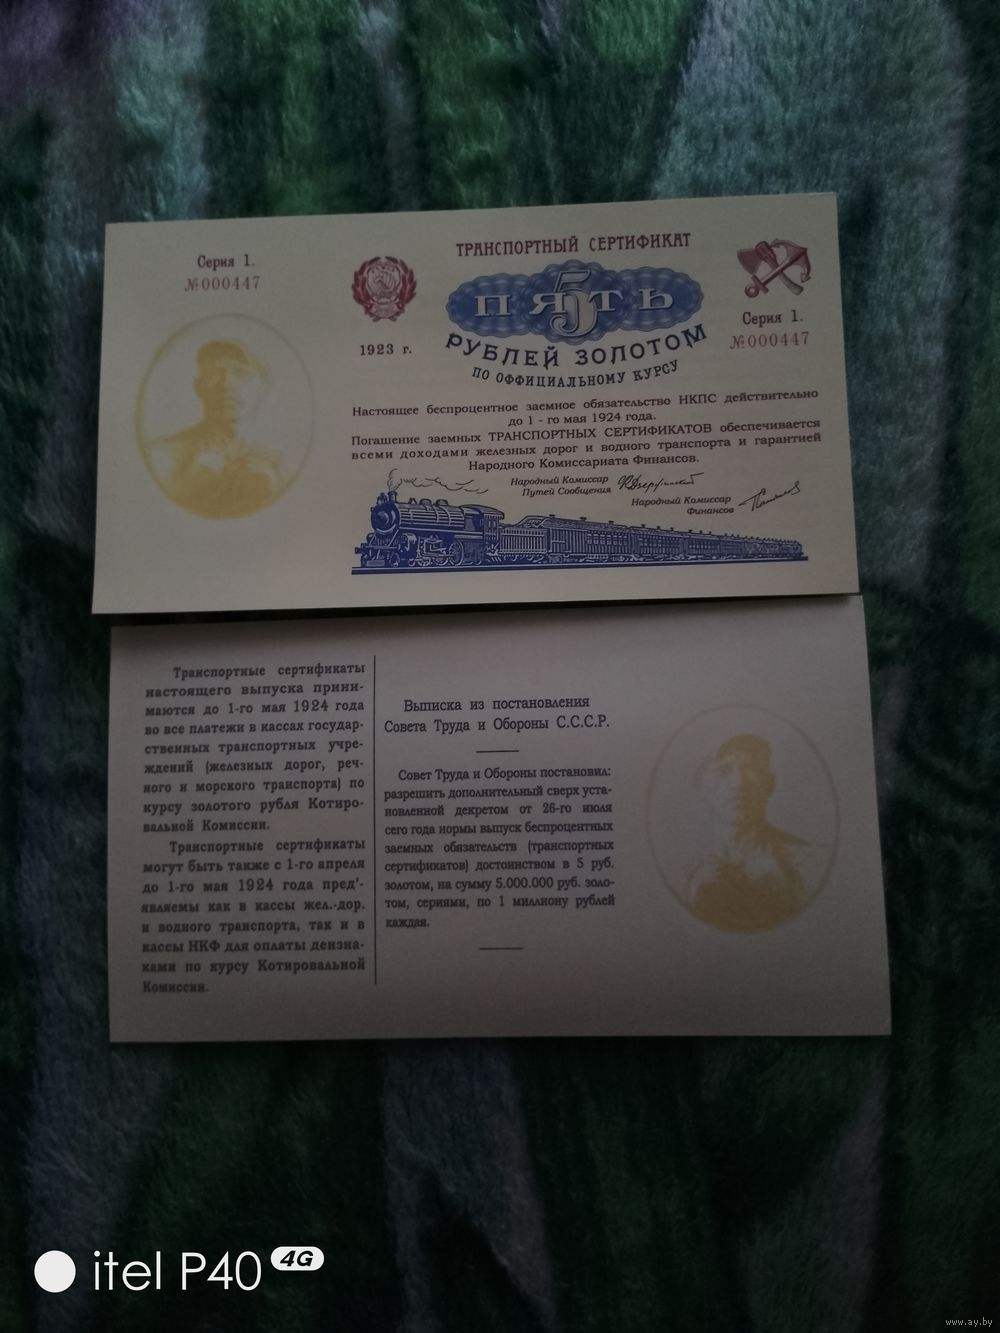 Серия 1.
№000447
ТРАНСПОРТНЫЙ СЕРТИФИКАТ
ПЯТЬ
5
РУБЛЕЙ ЗОЛОТОМ
ПО ОФФИЦИАЛЬНОМУ КУРСУ
1923 г.
Серия 1.
№000447
Настоящее беспроцентное заемное обязательство НКПС действительно
до 1 - го мая 1924 года.
Погашение заемных ТРАНСПОРТНЫХ СЕРТИФИКАТОВ обеспечивается
всеми доходами железных дорог и водного транспорта и гарантией
Народного Комиссариата Финансов.
Народный Комиссар
Путей Сообщения
Народный Комиссар
Финансов
Транспортные сертификаты
настоящего выпуска прини-
маются до 1-го мая 1924 года
во все платежи в кассах государ-
ственных транспортных учре-
ждений (железных дорог, реч-
ного и морского транспорта) по
курсу золотого рубля Котиро-
вальной Комиссии.
Транспортные сертификаты
могут быть также с 1-го апреля
до 1-го мая 1924 года пред'-
являемы как в кассы жел.-дор.
и водного транспорта, так и в
кассы НКФ для оплаты дензна-
ками по курсу Котировальной
Комиссии.
Выписка из постановления
Совета Труда и Обороны С.С.С.Р.
Совет Труда и Обороны постановил:
разрешить дополнительный сверх уста-
новленной декретом от 26-го июля
сего года нормы выпуск беспроцентных
заемных обязательств (транспортных
сертификатов) достоинством в 5 руб.
золотом, на сумму 5.000.000 руб. золо-
том, сериями, по 1 миллиону рублей
каждая.
itel P40 4G
www.ay.by